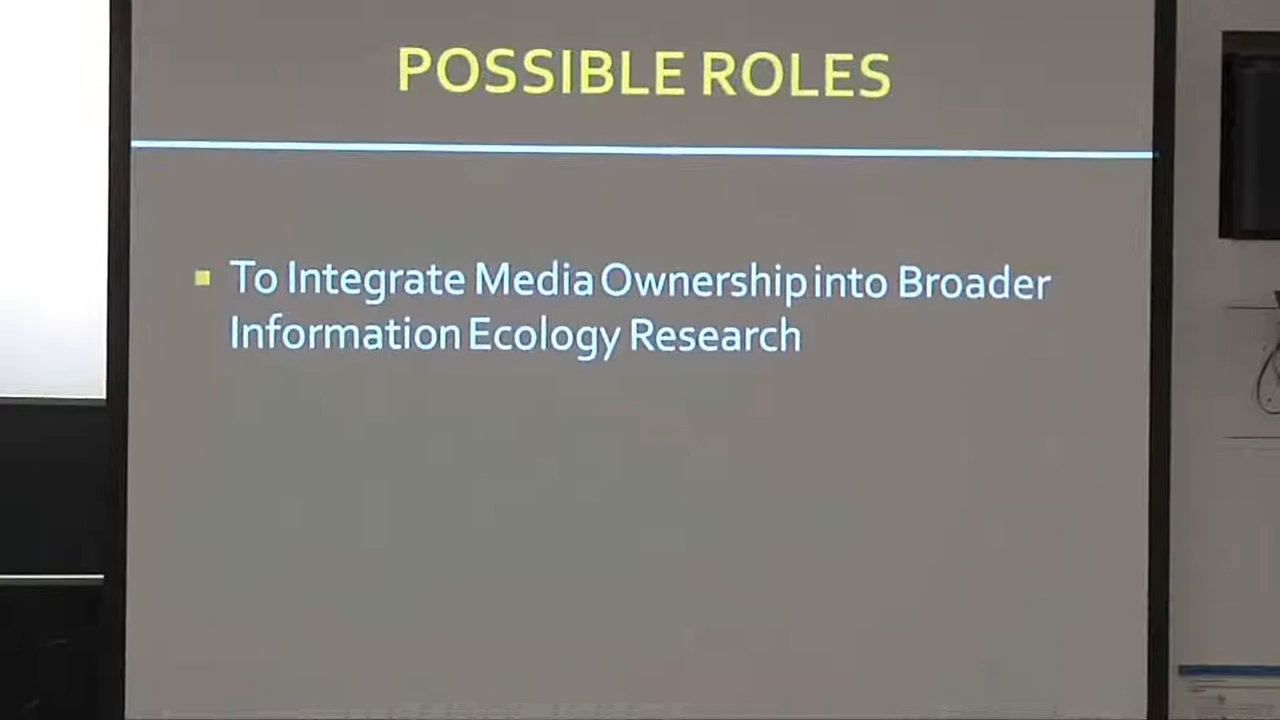 POSSIBLE ROLES
To Integrate Media Ownership into Broader
Information Ecology Research